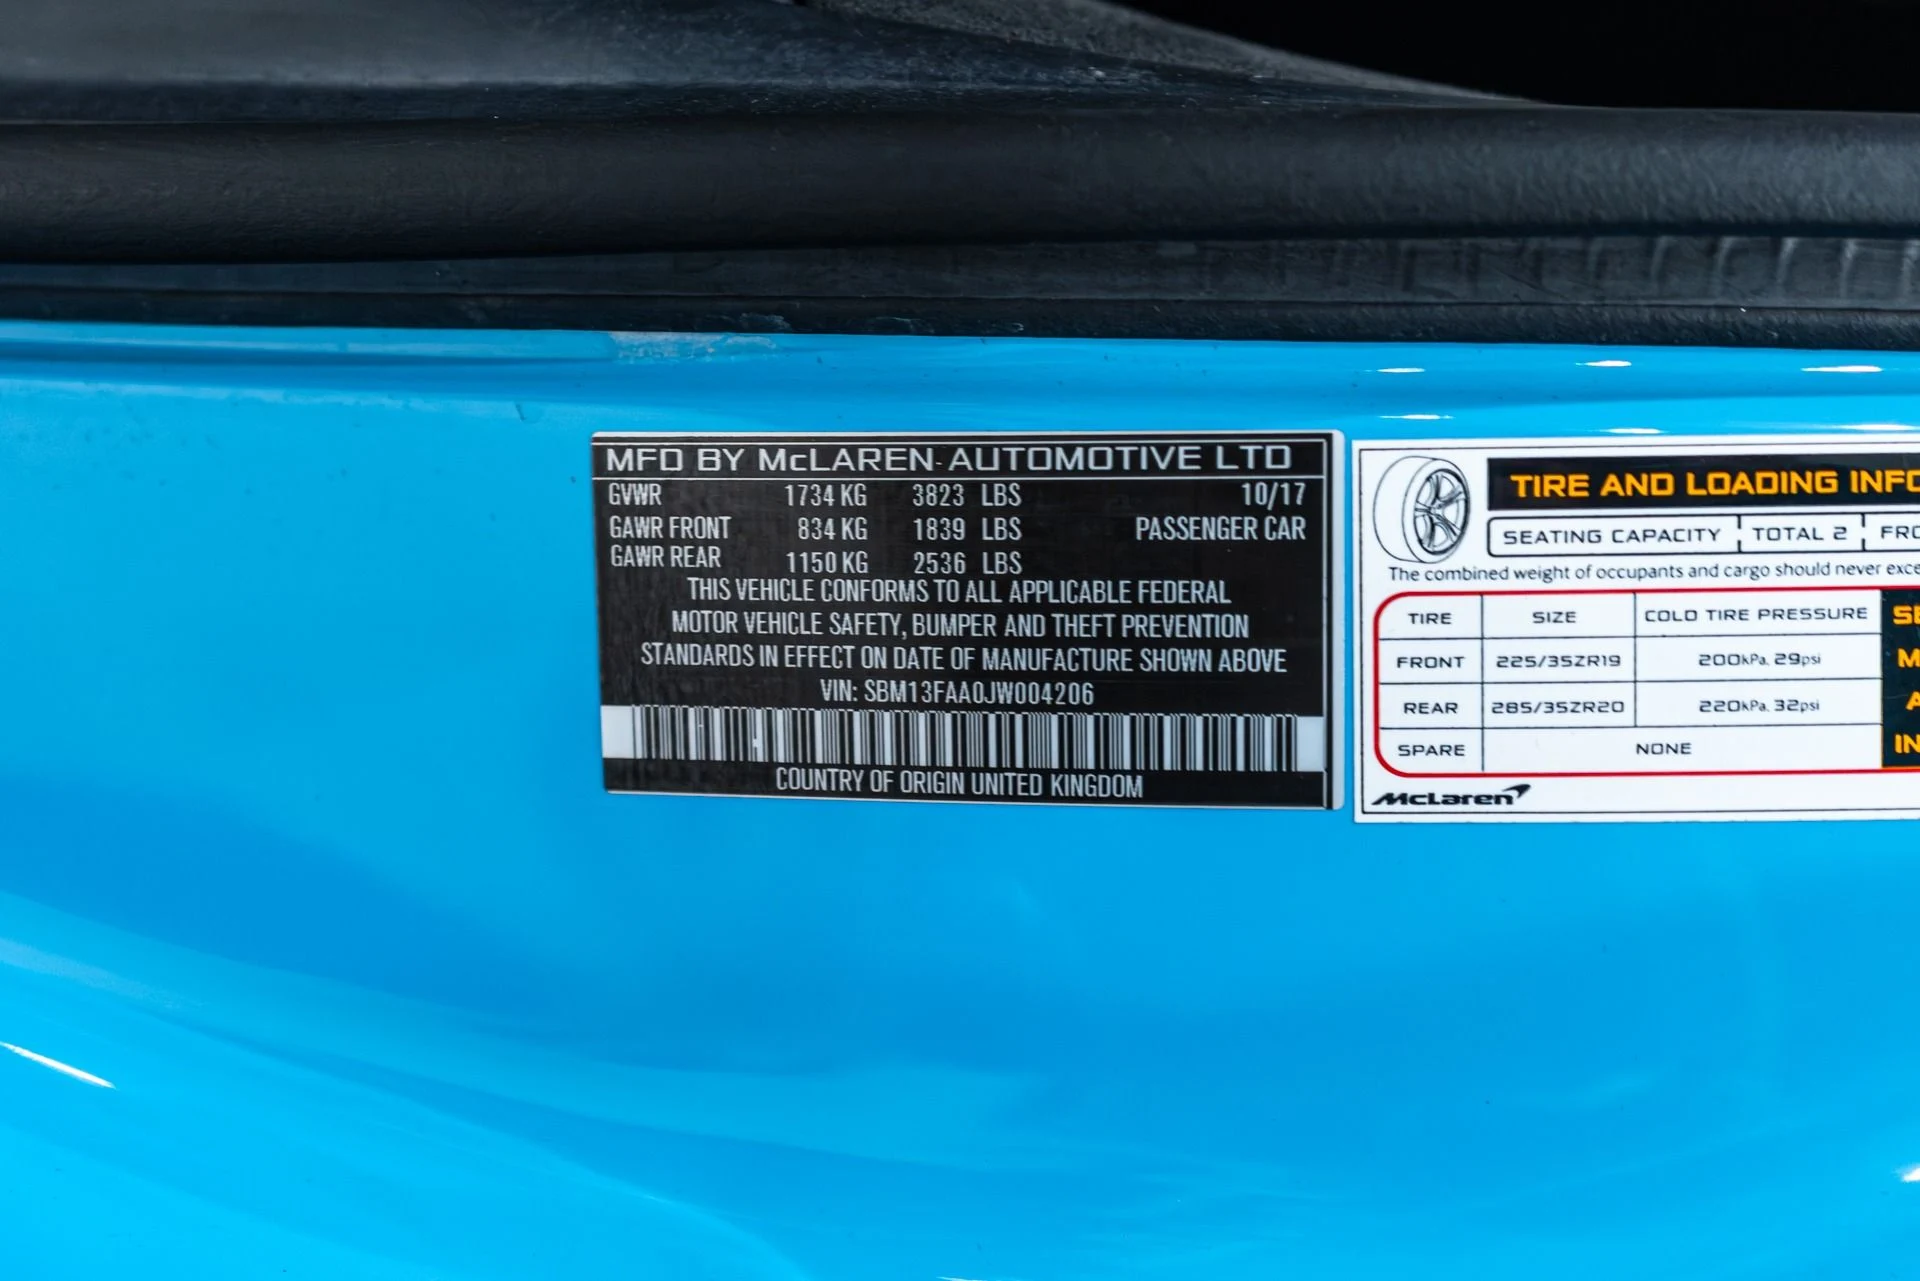 MFD BY McLAREN AUTOMOTIVE LTD
GVWR 1734 KG 3823 LBS 10/17
GAWR FRONT 834 KG 1839 LBS PASSENGER CAR
GAWR REAR 1150 KG 2536 LBS
THIS VEHICLE CONFORMS TO ALL APPLICABLE FEDERAL
MOTOR VEHICLE SAFETY, BUMPER AND THEFT PREVENTION
STANDARDS IN EFFECT ON DATE OF MANUFACTURE SHOWN ABOVE
VIN: SBM13FAA0JW004206
COUNTRY OF ORIGIN UNITED KINGDOM
TIRE AND LOADING
SEATING CAPACITY TOTAL 2
The combined weight of occupants and cargo should never
TIRE SIZE COLD TIRE PRESSURE
FRONT 225/35ZR19 200kPa, 29psi
REAR 285/35ZR20 220kPa, 32psi
SPARE NONE
McLaren